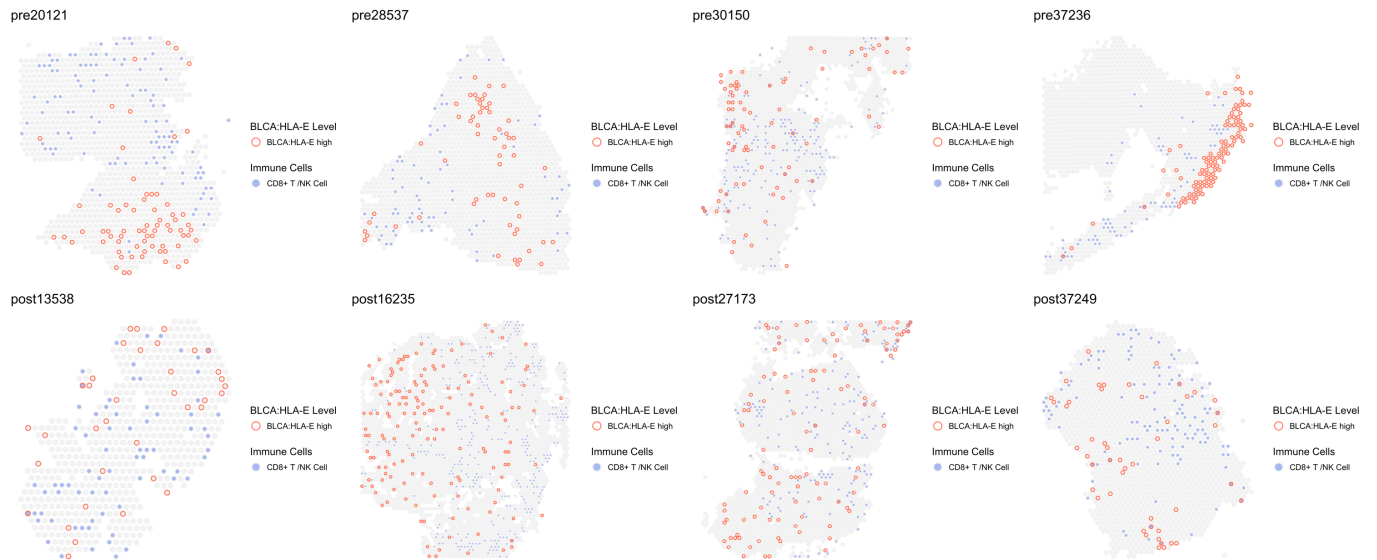 pre20121
pre28537
pre30150
pre37236
BLCA:HLA-E Level
BLCA:HLA-E high
Immune Cells
CD8+ T /NK Cell
BLCA:HLA-E Level
BLCA:HLA-E high
Immune Cells
CD8+ T /NK Cell
BLCA:HLA-E Level
BLCA:HLA-E high
Immune Cells
CD8+ T /NK Cell
BLCA:HLA-E Level
BLCA:HLA-E high
Immune Cells
CD8+ T /NK Cell
post13538
post16235
post27173
post37249
BLCA:HLA-E Level
BLCA:HLA-E high
Immune Cells
CD8+ T /NK Cell
BLCA:HLA-E Level
BLCA:HLA-E high
Immune Cells
CD8+ T /NK Cell
BLCA:HLA-E Level
BLCA:HLA-E high
Immune Cells
CD8+ T /NK Cell
BLCA:HLA-E Level
BLCA:HLA-E high
Immune Cells
CD8+ T /NK Cell